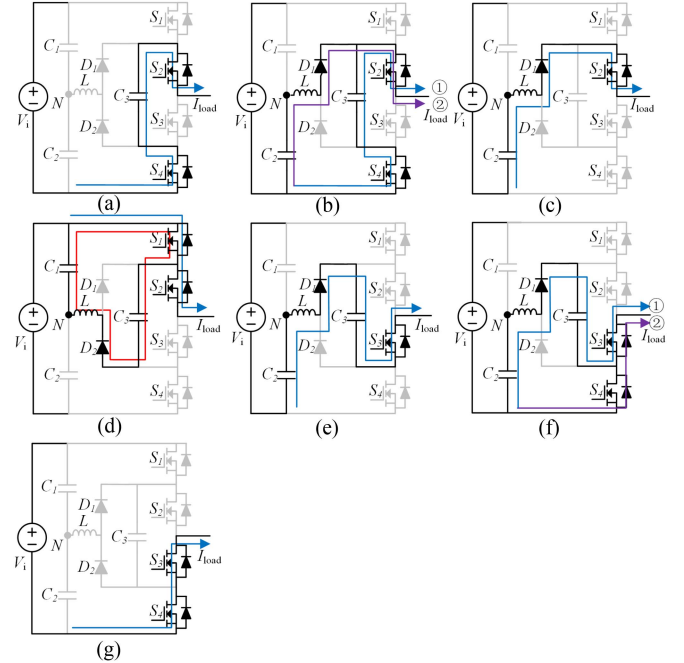 S1 S1 S1
C1 C1 C1
D1 S2 D1 S2 D1 S2
L L L
N C3 Iload N C3 ① ② Iload N C3 Iload
Vi D2 S3 Vi D2 S3 Vi D2 S3
C2 S4 C2 S4 C2 S4
(a) (b) (c)
S1 S1 S1
C1 C1 C1
D1 S2 D1 S2 D1 S2
L L L
N C3 Iload N C3 Iload N C3 ① ② Iload
Vi D2 S3 Vi D2 S3 Vi D2 S3
C2 S4 C2 S4 C2 S4
(d) (e) (f)
S1
C1
D1 S2
L
N C3 Iload
Vi D2 S3
C2 S4
(g)